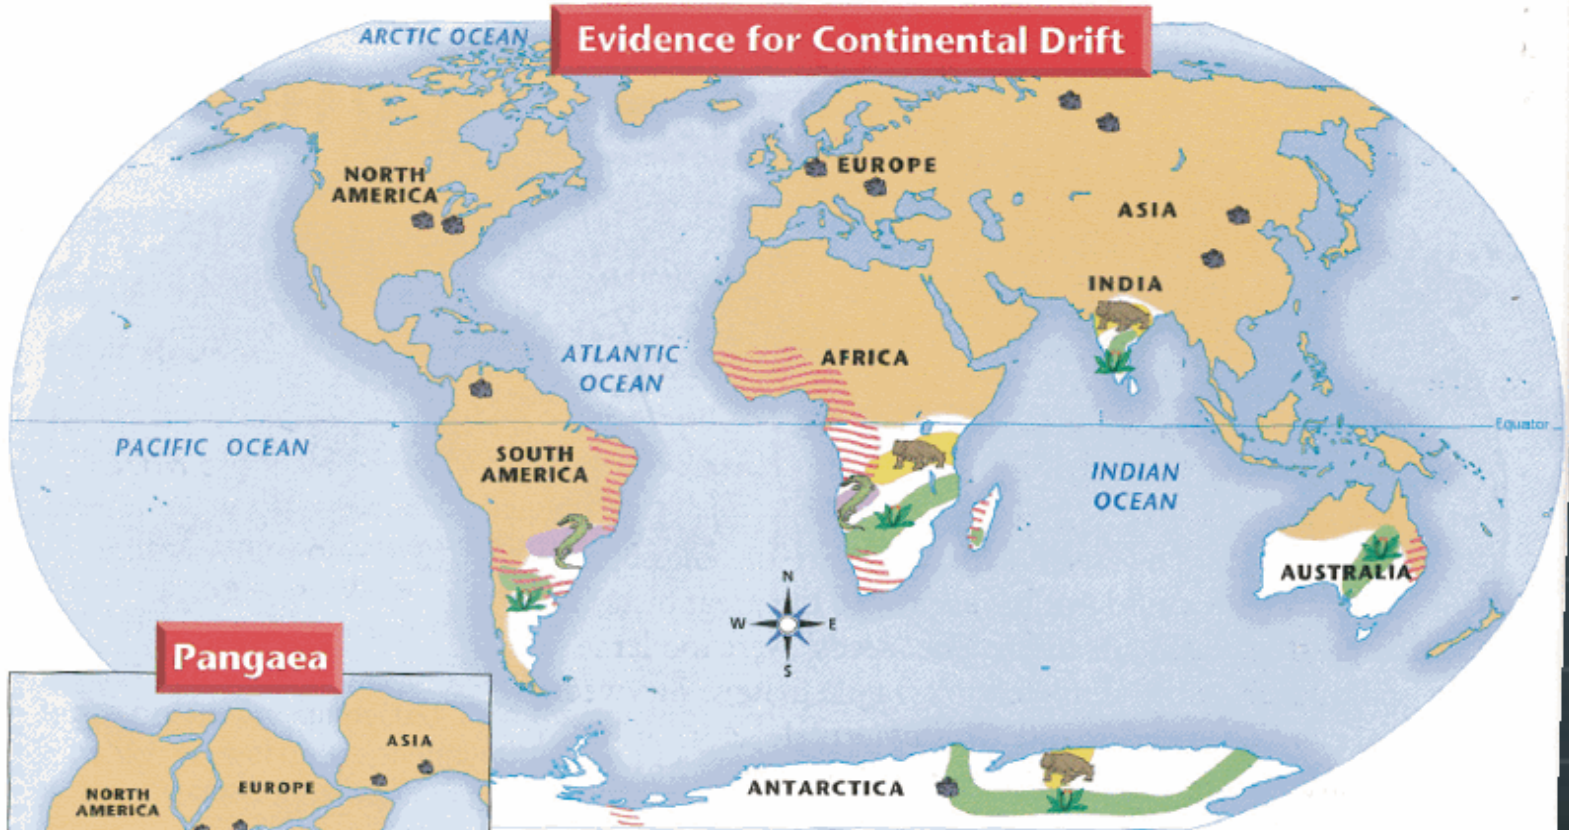 Evidence for Continental Drift
ARCTIC OCEAN
NORTH
AMERICA
EUROPE
ASIA
INDIA
ATLANTIC
OCEAN
AFRICA
PACIFIC OCEAN
SOUTH
AMERICA
Equator
INDIAN
OCEAN
AUSTRALIA
N
W
E
S
ANTARCTICA
Pangaea
ASIA
EUROPE
NORTH
AMERICA